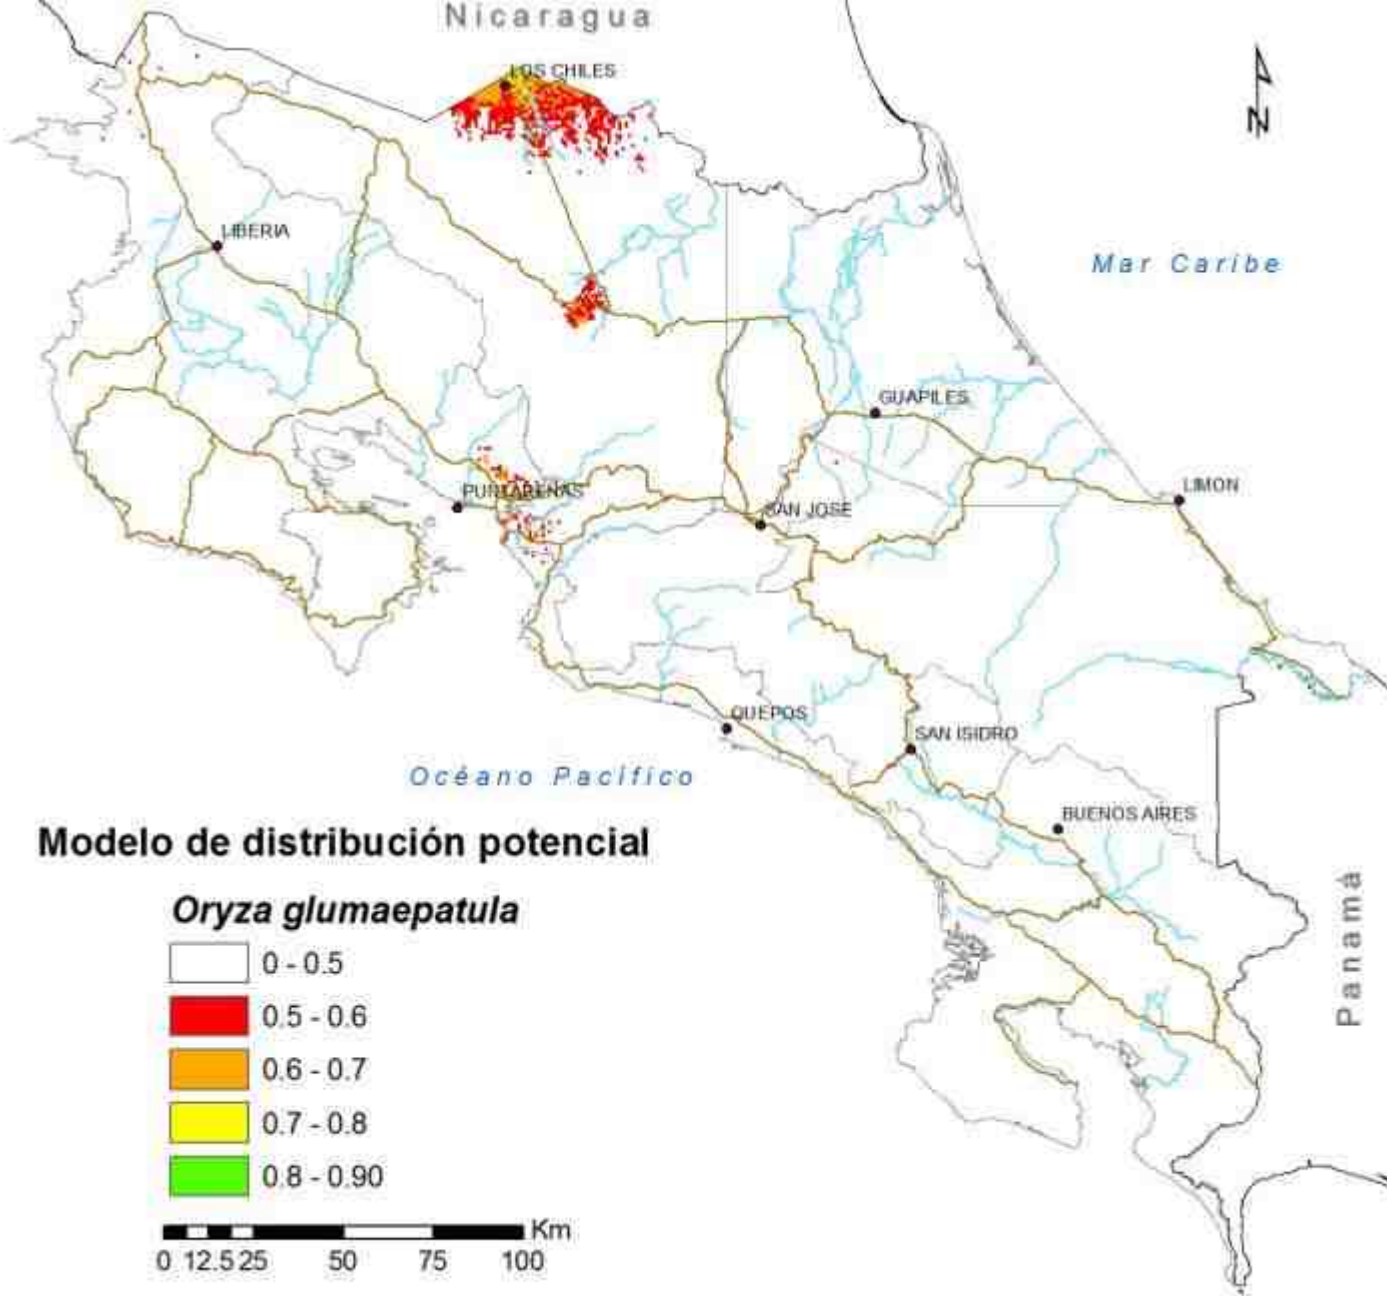 Nicaragua
LOS CHILES
N
LIBERIA
Mar Caribe
GUAPILES
PUNTARENAS
LIMON
SAN JOSE
QUEPOS
SAN ISIDRO
Océano Pacífico
BUENOS AIRES
Panamá
Modelo de distribución potencial
Oryza glumaepatula
0 - 0.5
0.5 - 0.6
0.6 - 0.7
0.7 - 0.8
0.8 - 0.90
Km
0 12.5 25 50 75 100